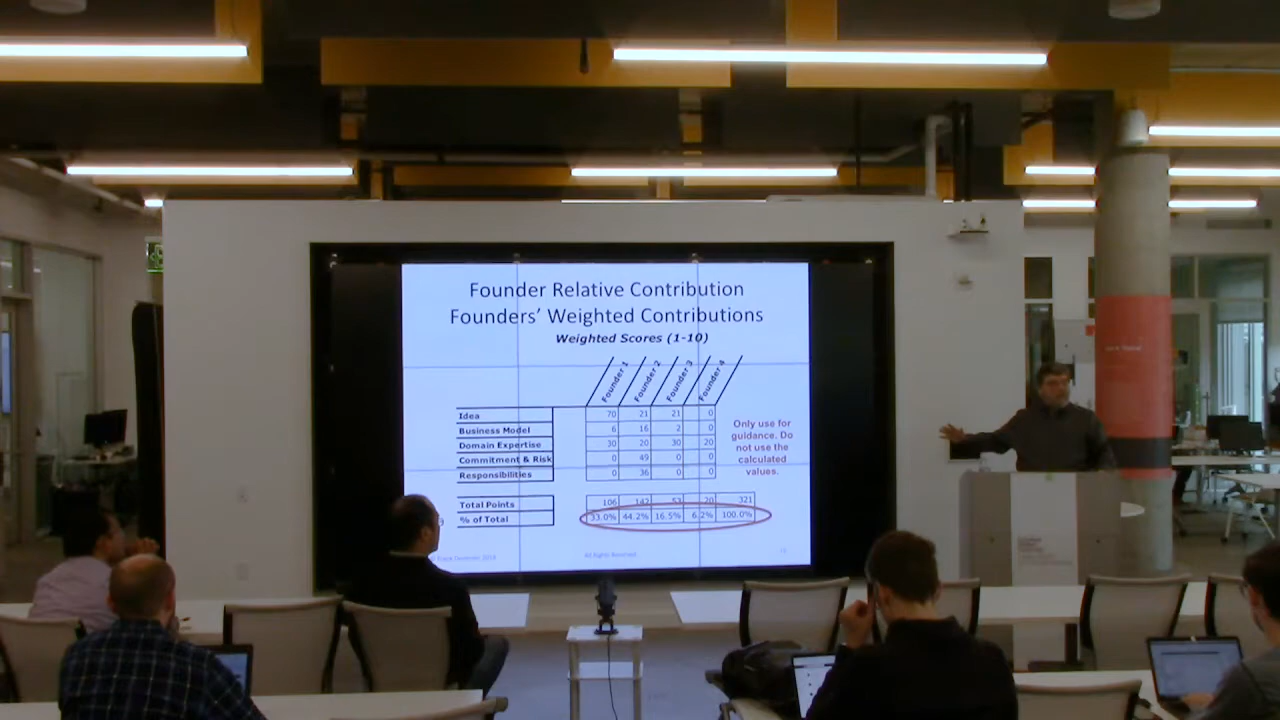 Founder Relative Contribution
Founders' Weighted Contributions
Weighted Scores (1-10)
Founder 1 Founder 2 Founder 3 Founder 4
Idea 70 21 21 0
Business Model 6 16 2 0
Domain Expertise 30 20 30 20
Commitment & Risk 0 49 0 0
Responsibilities 0 36 0 0
Only use for
guidance. Do
not use the
calculated
values.
Total Points 106 142 53 20 321
% of Total 33.0% 44.2% 16.5% 6.2% 100.0%
All Rights Reserved